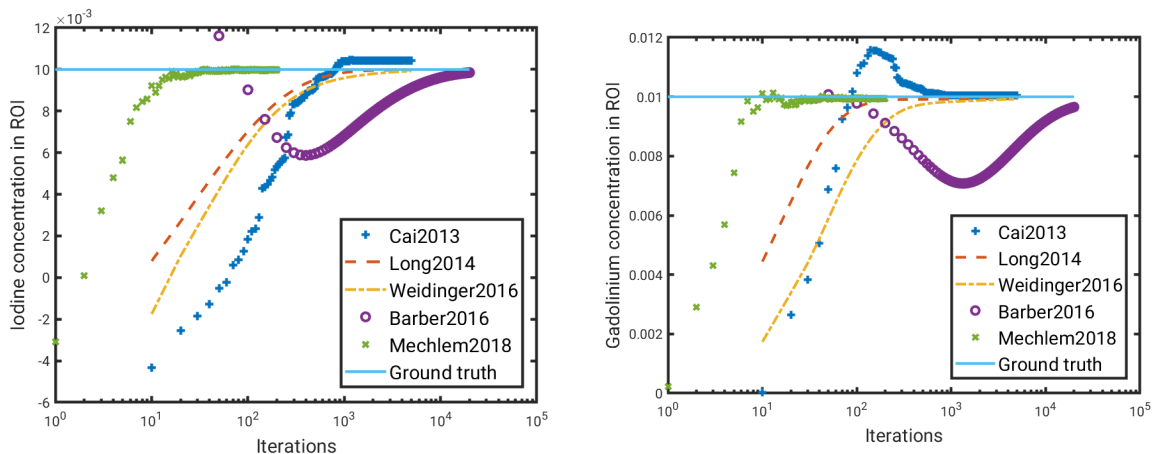 ×10⁻³
12
10
8
6
4
2
0
-2
-4
-6
10⁰ 10¹ 10² 10³ 10⁴ 10⁵
Iterations
Iodine concentration in ROI
Cai2013
Long2014
Weidinger2016
Barber2016
Mechlem2018
Ground truth
0.012
0.01
0.008
0.006
0.004
0.002
0
10⁰ 10¹ 10² 10³ 10⁴ 10⁵
Iterations
Gadolinium concentration in ROI
Cai2013
Long2014
Weidinger2016
Barber2016
Mechlem2018
Ground truth